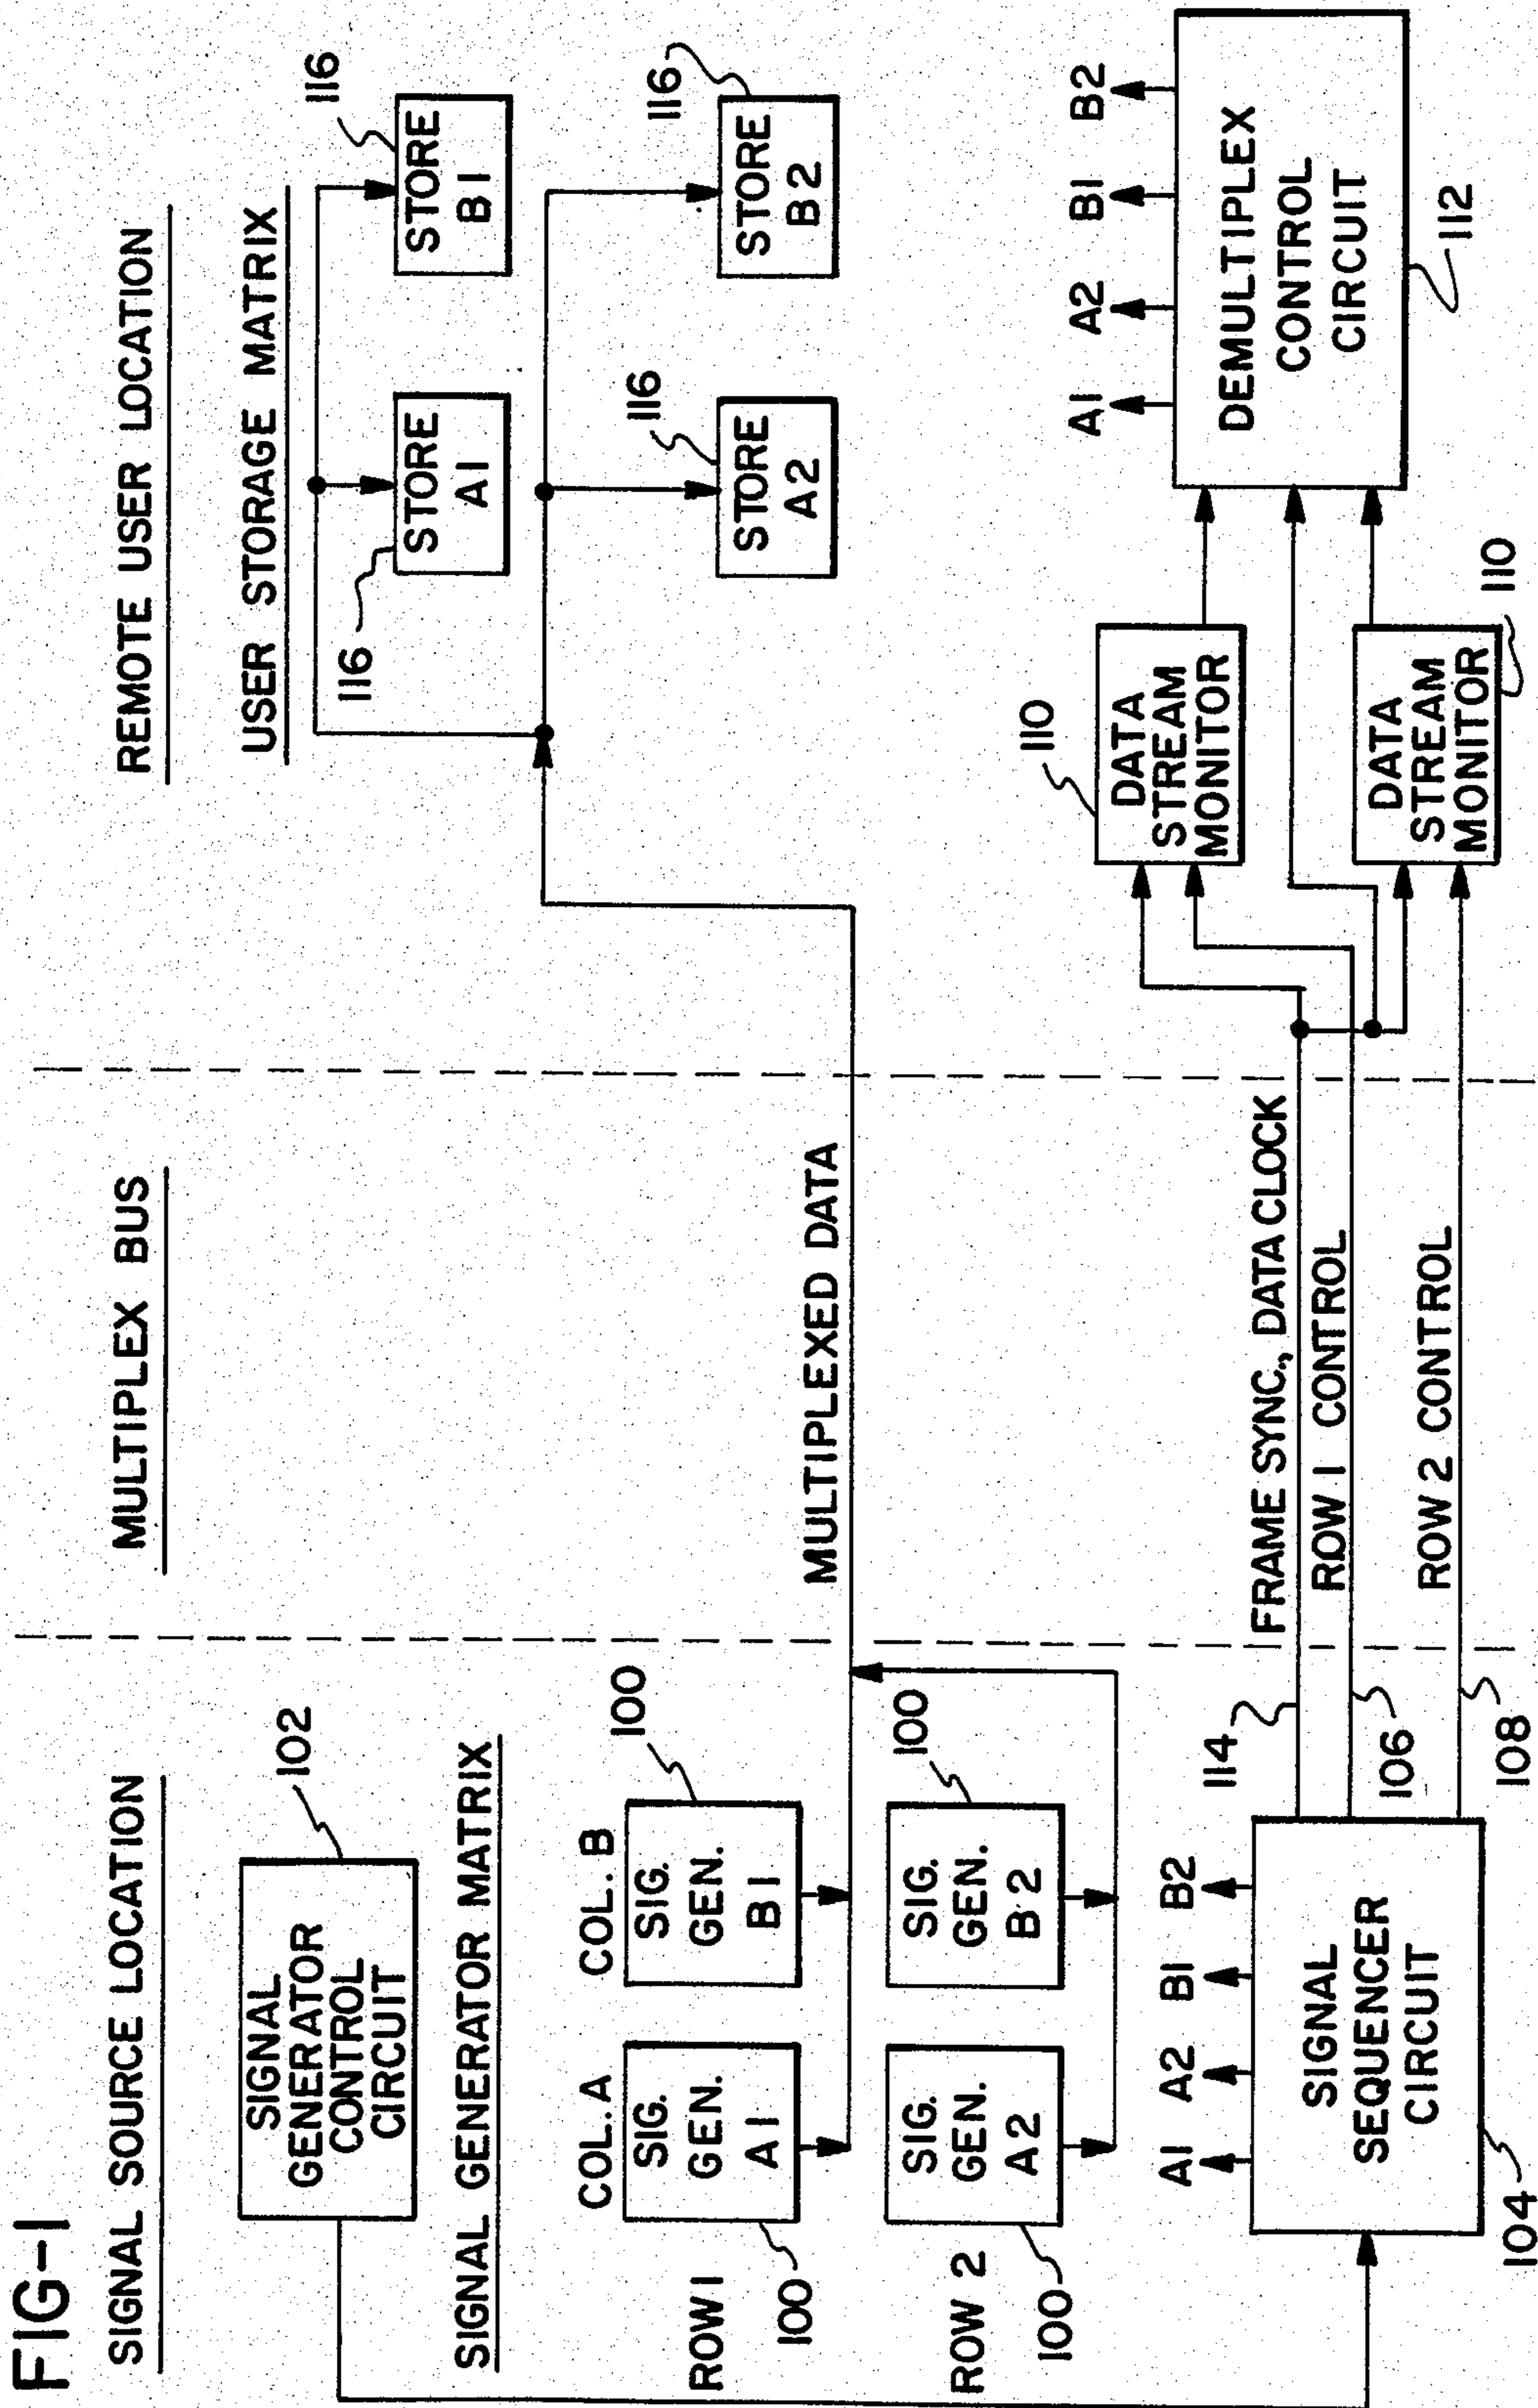 FIG-1
SIGNAL SOURCE LOCATION
MULTIPLEX BUS
REMOTE USER LOCATION
SIGNAL
GENERATOR
CONTROL
CIRCUIT
102
SIGNAL GENERATOR MATRIX
COL. A
COL. B
ROW 1
SIG.
GEN.
A1
100
SIG.
GEN.
B1
100
ROW 2
SIG.
GEN.
A2
100
SIG.
GEN.
B2
100
A1
A2
B1
B2
SIGNAL
SEQUENCER
CIRCUIT
104
114
106
108
MULTIPLEXED DATA
FRAME SYNC., DATA CLOCK
ROW 1 CONTROL
ROW 2 CONTROL
USER STORAGE MATRIX
STORE
A1
116
STORE
B1
116
STORE
A2
116
STORE
B2
116
DATA
STREAM
MONITOR
110
DATA
STREAM
MONITOR
110
A1
A2
B1
B2
DEMULTIPLEX
CONTROL
CIRCUIT
112